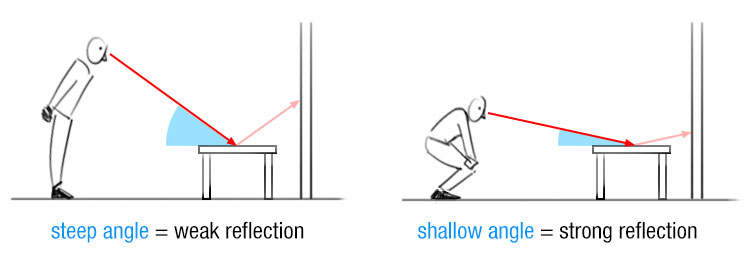 steep angle = weak reflection
shallow angle = strong reflection